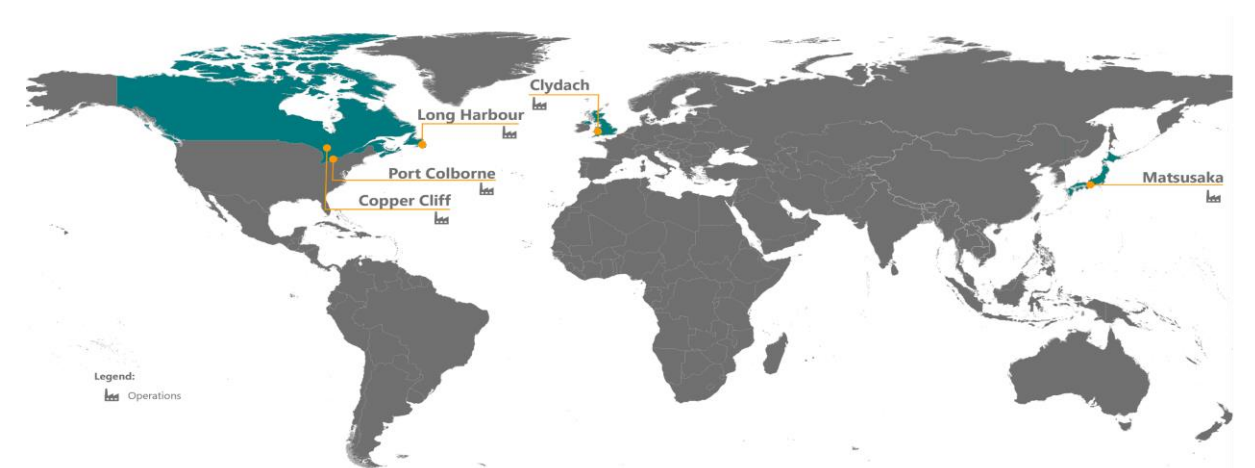 Clydach
Long Harbour
Port Colborne
Copper Cliff
Matsusaka
Legend:
Operations